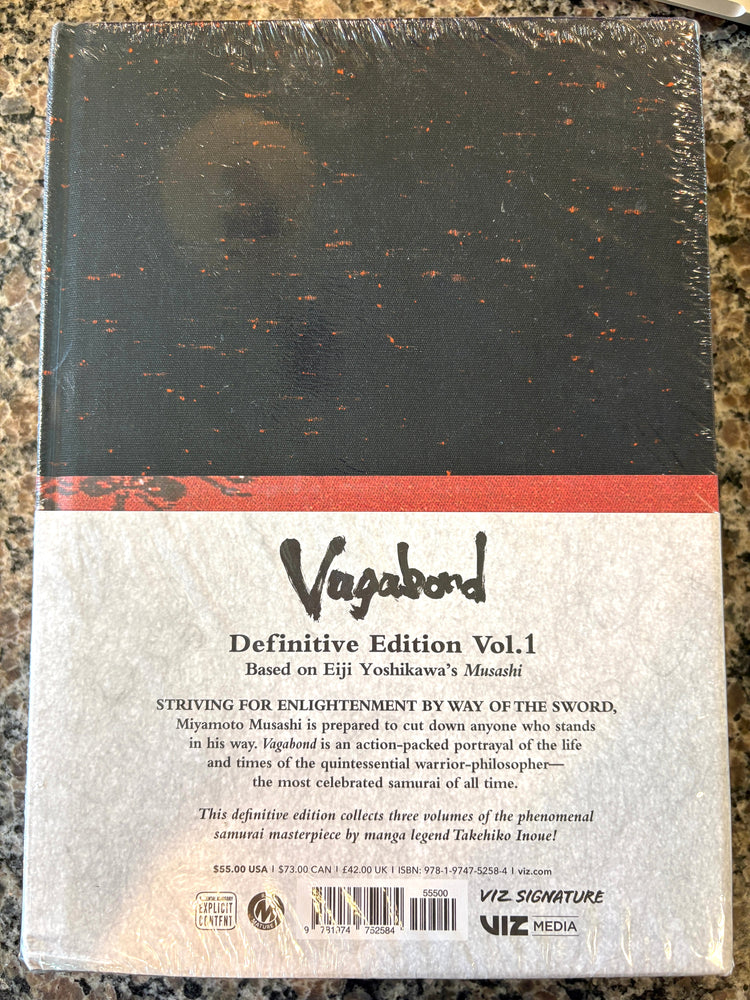 Vagabond
Definitive Edition Vol.1
Based on Eiji Yoshikawa's Musashi
STRIVING FOR ENLIGHTENMENT BY WAY OF THE SWORD,
Miyamoto Musashi is prepared to cut down anyone who stands
in his way. Vagabond is an action-packed portrayal of the life
and times of the quintessential warrior-philosopher—
the most celebrated samurai of all time.
This definitive edition collects three volumes of the phenomenal
samurai masterpiece by manga legend Takehiko Inoue!
$55.00 USA | $73.00 CAN | £42.00 UK | ISBN: 978-1-9747-5258-4 | viz.com
EXPLICIT
CONTENT
M
MATURE
55500
9 781974 752584
VIZ SIGNATURE
VIZ MEDIA